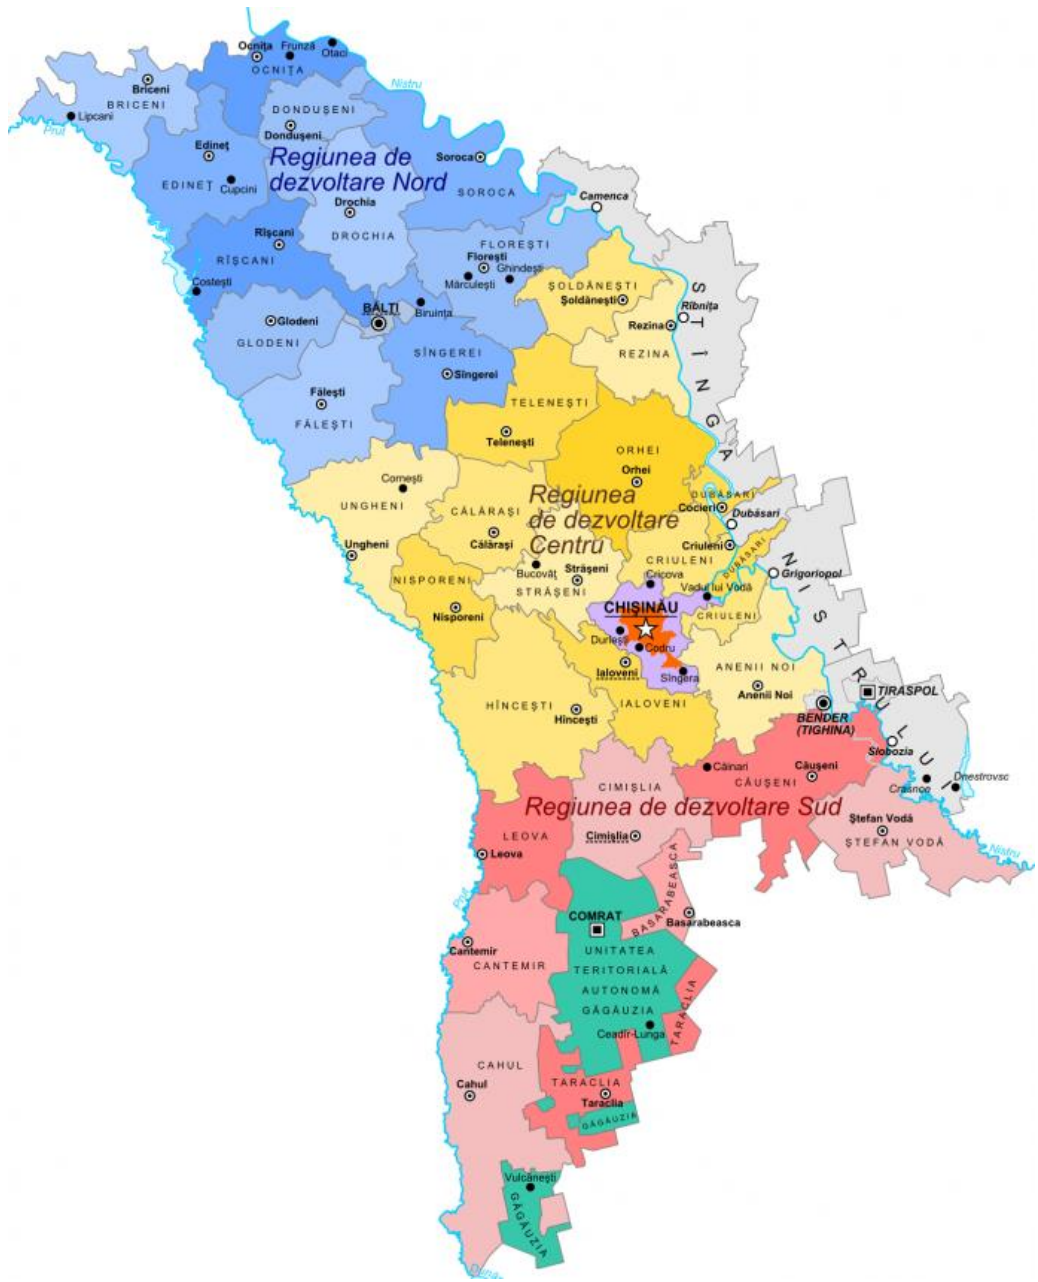 Ocnița
Frunză
Otaci
OCNIȚA
Nistru
Briceni
BRICENI
Lipcani
Prut
DONDUȘENI
Dondușeni
Edineț
EDINEȚ
Cupcini
Regiunea de
dezvoltare Nord
Soroca
SOROCA
Camenca
Drochia
DROCHIA
Rîșcani
RÎȘCANI
FLOREȘTI
Florești
Ghindești
Mărculești
Costești
ȘOLDĂNEȘTI
Șoldănești
Rîbnița
BĂLȚI
Biruința
Glodeni
GLODENI
Rezina
REZINA
SÎNGEREI
Sîngerei
Fălești
FĂLEȘTI
TELENEȘTI
Telenești
ORHEI
Orhei
STÎNGA
NISTRULUI
Cornești
UNGHENI
Ungheni
CĂLĂRAȘI
Călărași
Regiunea
de dezvoltare
Centru
DUBĂSARI
Cocieri
Dubăsari
Criuleni
CRIULENI
DUBĂSARI
Grigoriopol
Bucovăț
Strășeni
STRĂȘENI
Cricova
Vadul lui Vodă
NISPORENI
Nisporeni
CHIȘINĂU
CRIULENI
Durlești
Codru
Ialoveni
Sîngera
ANENII NOI
Anenii Noi
IALOVENI
HÎNCEȘTI
Hîncești
TIRASPOL
BENDER
(TIGHINA)
Slobozia
Căinari
Căușeni
CĂUȘENI
Crasnoe
Dnestrovsc
CIMIȘLIA
Regiunea de dezvoltare Sud
Cimișlia
Ștefan Vodă
ȘTEFAN VODĂ
Nistru
LEOVA
Leova
Prut
BASARABEASCA
Basarabeasca
COMRAT
Cantemir
CANTEMIR
UNITATEA
TERITORIALĂ
AUTONOMĂ
GĂGĂUZIA
TARACLIA
Ceadîr-Lunga
CAHUL
Cahul
TARACLIA
Taraclia
GĂGĂUZIA
Vulcănești
GĂGĂUZIA